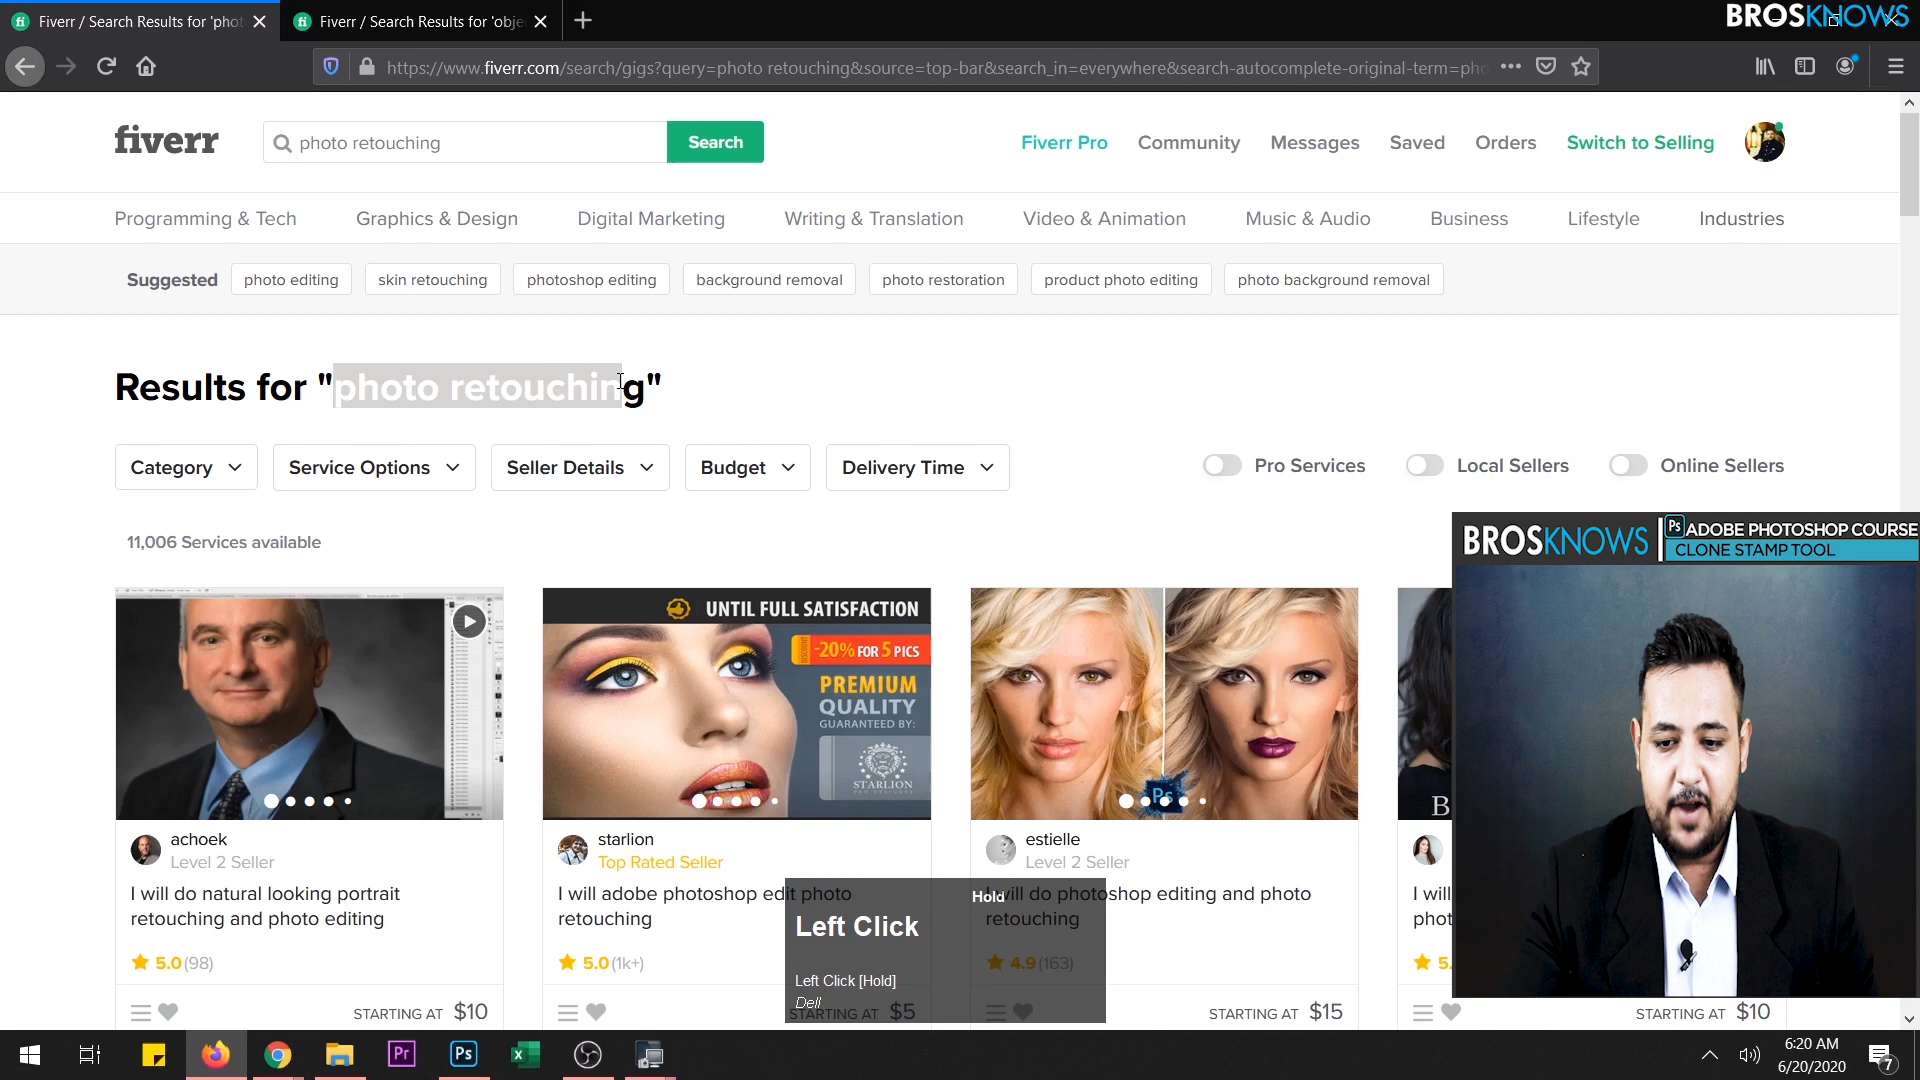 Fiverr / Search Results for 'phot
Fiverr / Search Results for 'obje
BROSKNOWS
https://www.fiverr.com/search/gigs?query=photo retouching&source=top-bar&search_in=everywhere&search-autocomplete-original-term=pho
fiverr
photo retouching
Search
Fiverr Pro
Community
Messages
Saved
Orders
Switch to Selling
Programming & Tech
Graphics & Design
Digital Marketing
Writing & Translation
Video & Animation
Music & Audio
Business
Lifestyle
Industries
Suggested
photo editing
skin retouching
photoshop editing
background removal
photo restoration
product photo editing
photo background removal
Results for "photo retouching"
Category
Service Options
Seller Details
Budget
Delivery Time
Pro Services
Local Sellers
Online Sellers
11,006 Services available
BROSKNOWS
Ps ADOBE PHOTOSHOP COURSE
CLONE STAMP TOOL
UNTIL FULL SATISFACTION
DISCOUNT -20% FOR 5 PICS
PREMIUM
QUALITY
GUARANTEED BY:
STARLION
Ps
B
achoek
Level 2 Seller
I will do natural looking portrait
retouching and photo editing
5.0 (98)
STARTING AT $10
starlion
Top Rated Seller
I will adobe photoshop edit photo
retouching
5.0 (1k+)
STARTING AT $5
estielle
Level 2 Seller
I will do photoshop editing and photo
retouching
4.9 (163)
STARTING AT $15
I will
phot
5.
STARTING AT $10
Hold
Left Click
Left Click [Hold]
Dell
Pr
Ps
6:20 AM
6/20/2020
7